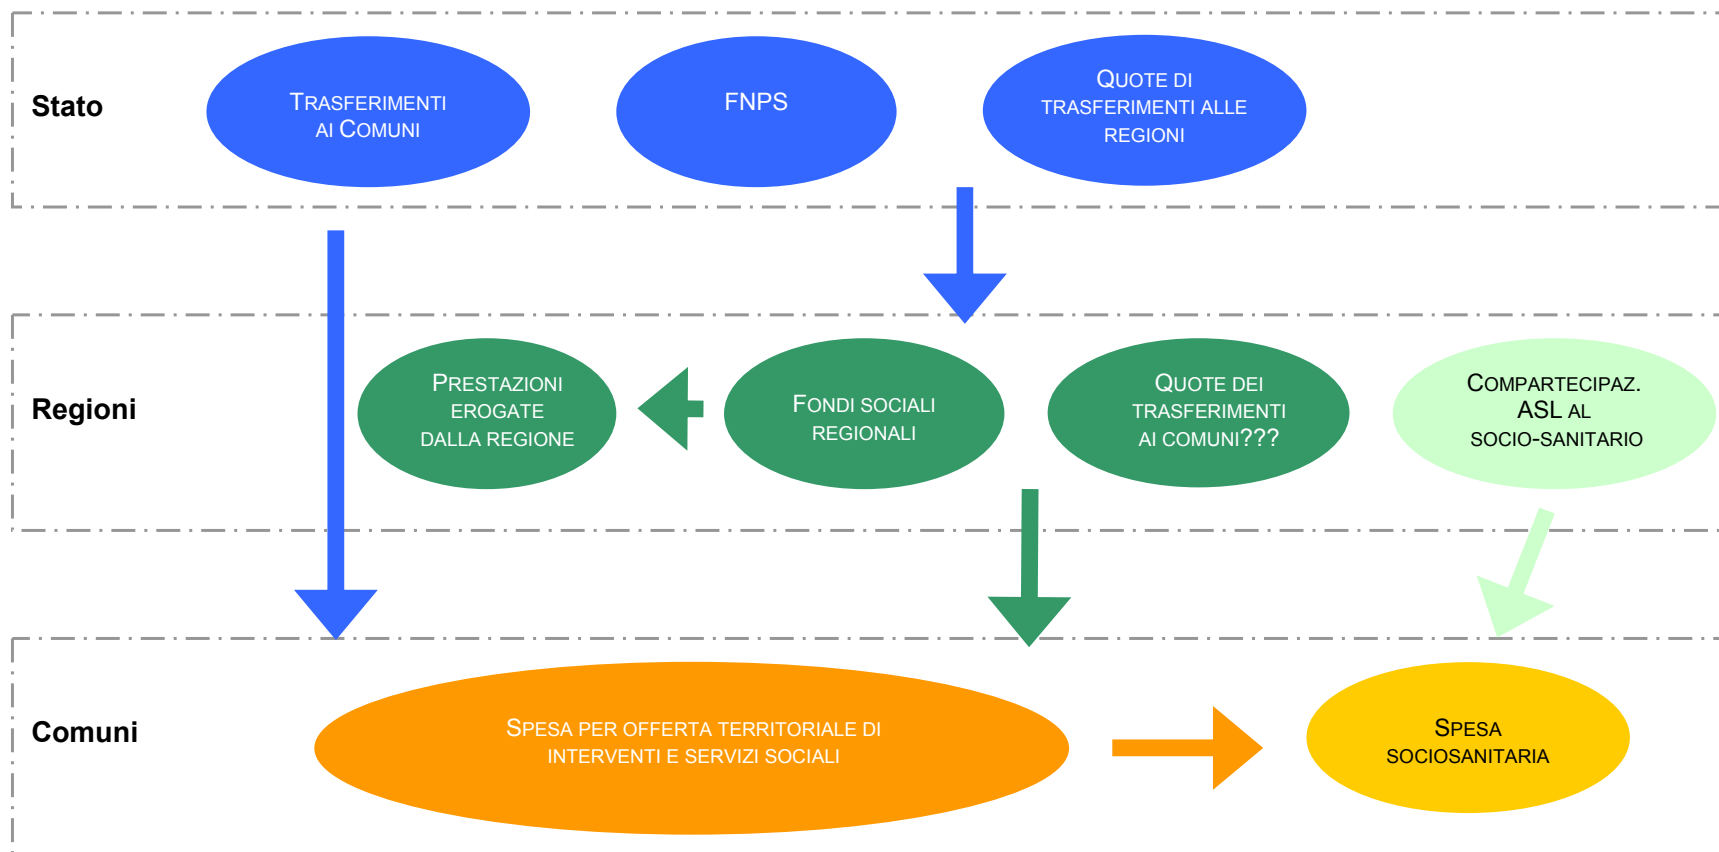 Stato
TRASFERIMENTI
AI COMUNI
FNPS
QUOTE DI
TRASFERIMENTI ALLE
REGIONI
Regioni
PRESTAZIONI
EROGATE
DALLA REGIONE
FONDI SOCIALI
REGIONALI
QUOTE DEI
TRASFERIMENTI
AI COMUNI???
COMPARTECIPAZ.
ASL AL
SOCIO-SANITARIO
Comuni
SPESA PER OFFERTA TERRITORIALE DI
INTERVENTI E SERVIZI SOCIALI
SPESA
SOCIOSANITARIA